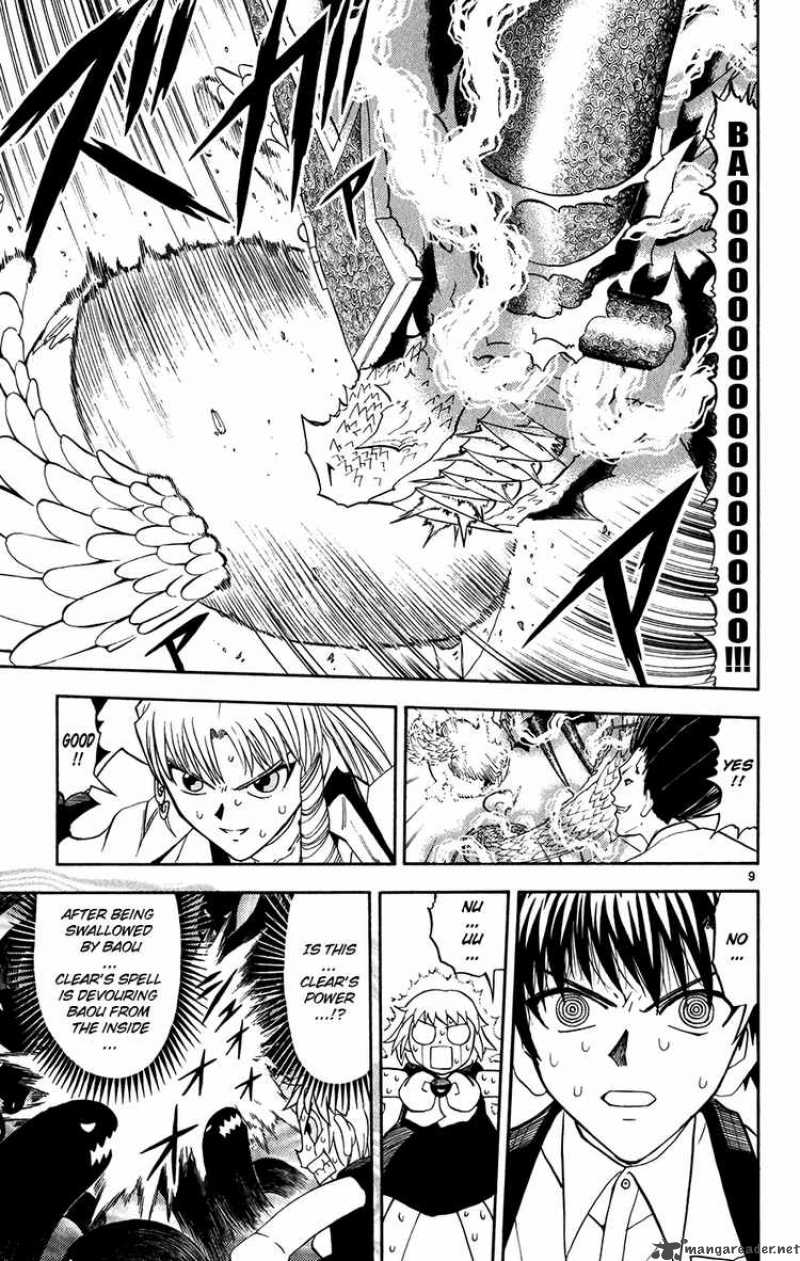 BAOOOOOOOOOOOOOOOOOO!!!
YES
!!
GOOD
!!
9
NO
...
NU
...
UU
...
IS THIS
...
CLEAR'S
POWER
...!?
AFTER BEING
SWALLOWED
BY BAOU
...
CLEAR'S SPELL
IS DEVOURING
BAOU FROM
THE INSIDE
...
mangareader.net